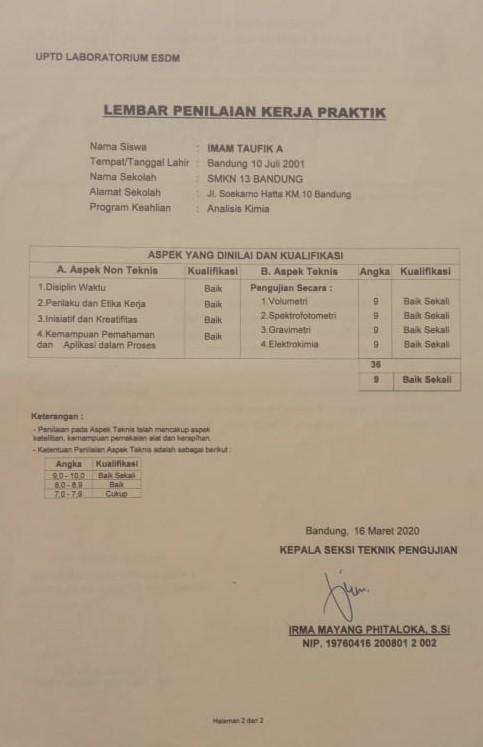 UPTD LABORATORIUM ESDM
LEMBAR PENILAIAN KERJA PRAKTIK
Nama Siswa : IMAM TAUFIK A
Tempat/Tanggal Lahir : Bandung 10 Juli 2001
Nama Sekolah : SMKN 13 BANDUNG
Alamat Sekolah : Jl. Soekarno Hatta KM.10 Bandung
Program Keahlian : Analisis Kimia
ASPEK YANG DINILAI DAN KUALIFIKASI
A. Aspek Non Teknis Kualifikasi B. Aspek Teknis Angka Kualifikasi
1.Disiplin Waktu Baik Pengujian Secara :
2.Perilaku dan Etika Kerja Baik 1.Volumetri 9 Baik Sekali
3.Inisiatif dan Kreatifitas Baik 2.Spektrofotometri 9 Baik Sekali
4.Kemampuan Pemahaman Baik 3.Gravimetri 9 Baik Sekali
dan Aplikasi dalam Proses 4.Elektrokimia 9 Baik Sekali
36
9 Baik Sekali
Keterangan :
- Penilaian pada Aspek Teknis telah mencakup aspek
ketelitian, kemampuan pemakaian alat dan kerapihan.
- Ketentuan Penilaian Aspek Teknis adalah sebagai berikut :
Angka Kualifikasi
9,0 - 10,0 Baik Sekali
8,0 - 8,9 Baik
7,0 - 7,9 Cukup
Bandung, 16 Maret 2020
KEPALA SEKSI TEKNIK PENGUJIAN
IRMA MAYANG PHITALOKA, S.Si
NIP. 19760416 200801 2 002
Halaman 2 dari 2